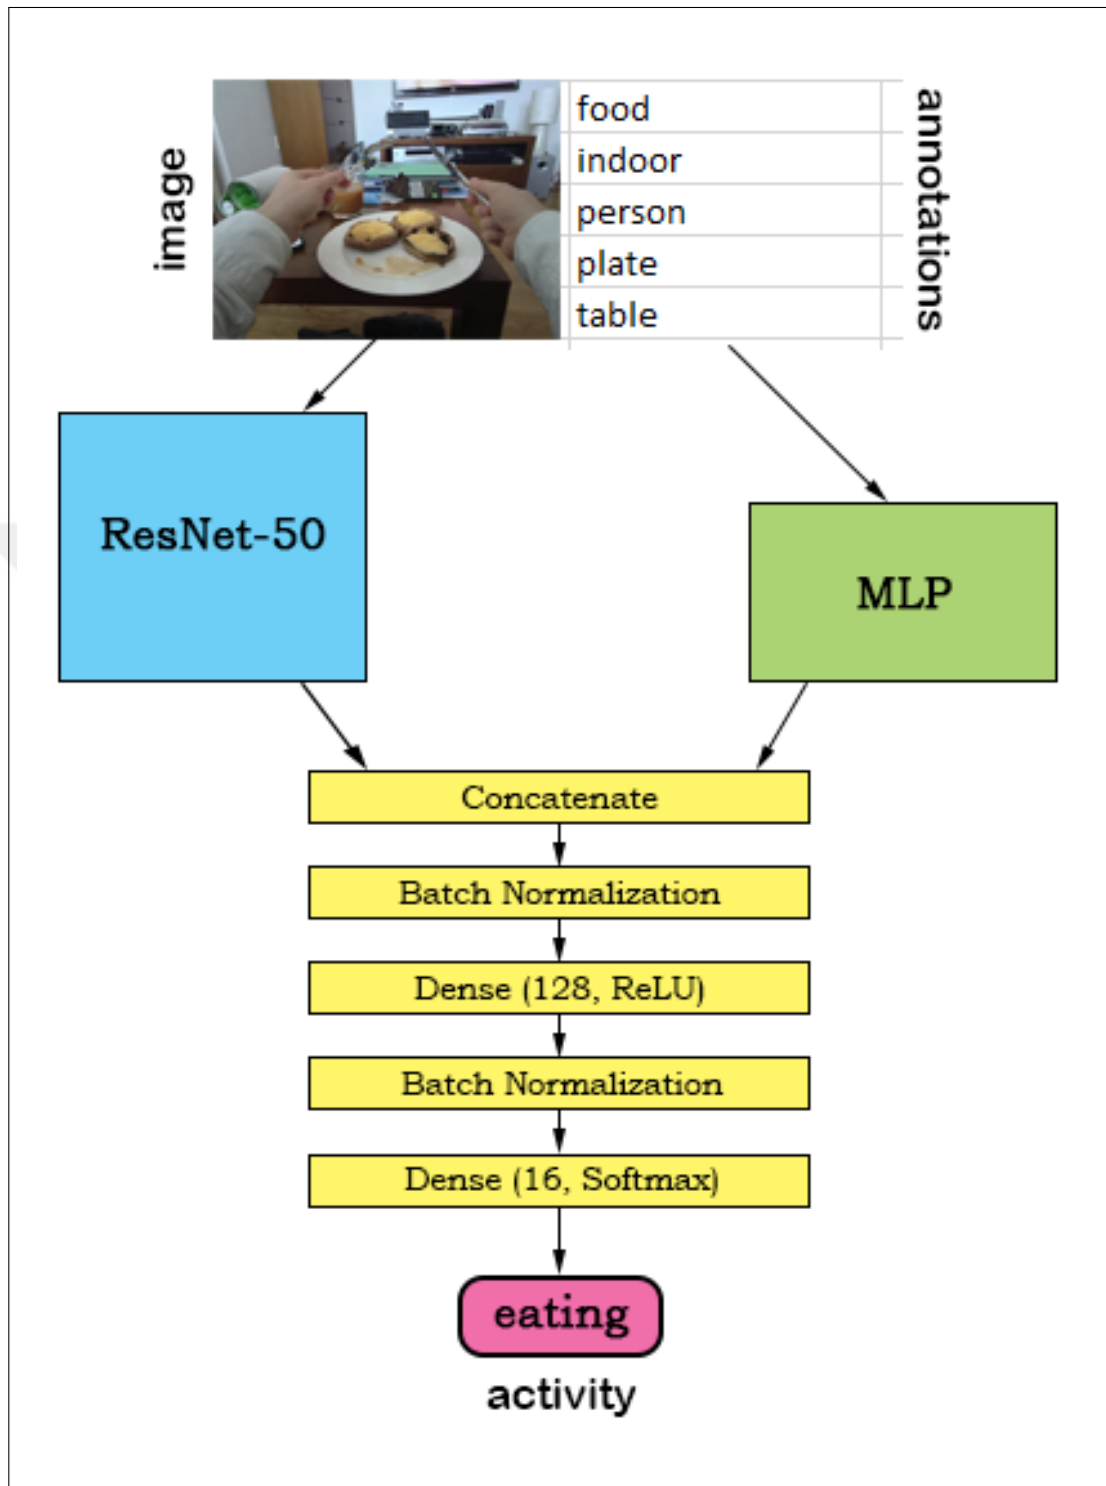 image
food
indoor
person
plate
table
annotations
ResNet-50
MLP
Concatenate
Batch Normalization
Dense (128, ReLU)
Batch Normalization
Dense (16, Softmax)
eating
activity